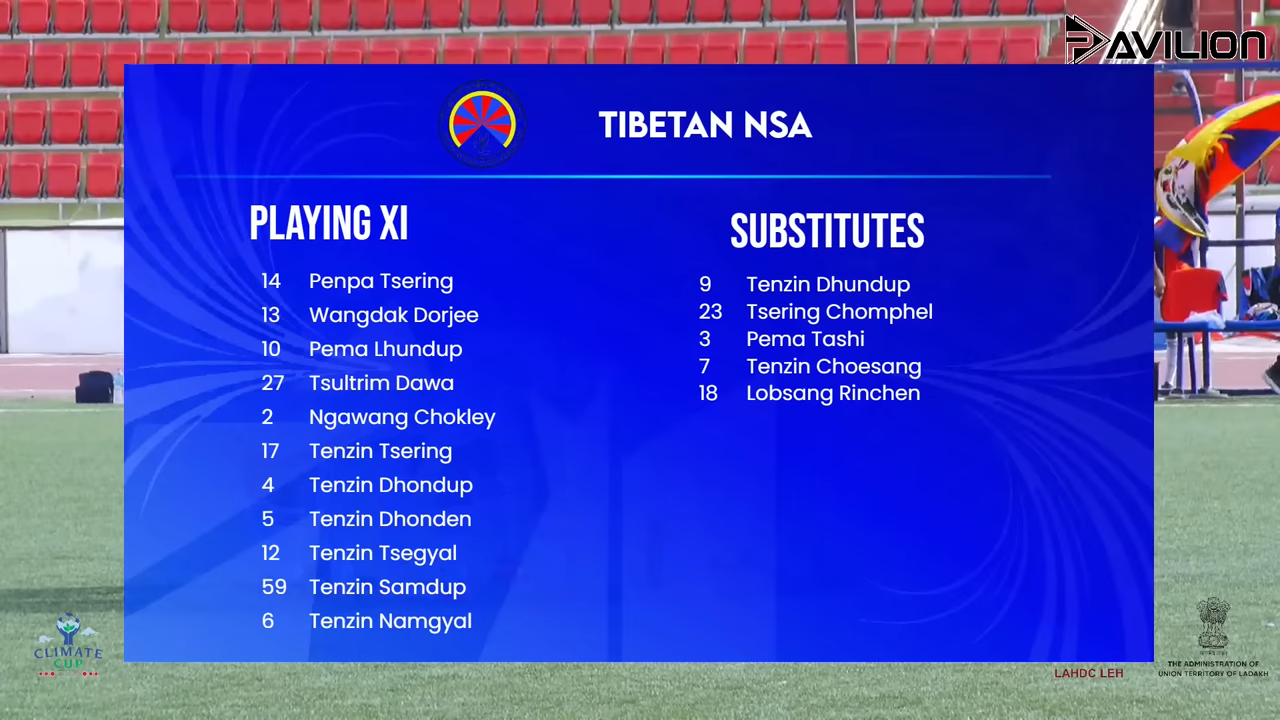 PAVILION
TIBETAN NSA
PLAYING XI
14 Penpa Tsering
13 Wangdak Dorjee
10 Pema Lhundup
27 Tsultrim Dawa
2 Ngawang Chokley
17 Tenzin Tsering
4 Tenzin Dhondup
5 Tenzin Dhonden
12 Tenzin Tsegyal
59 Tenzin Samdup
6 Tenzin Namgyal
SUBSTITUTES
9 Tenzin Dhundup
23 Tsering Chomphel
3 Pema Tashi
7 Tenzin Choesang
18 Lobsang Rinchen
CLIMATE
CUP
LAHDC LEH
THE ADMINISTRATION OF
UNION TERRITORY OF LADAKH